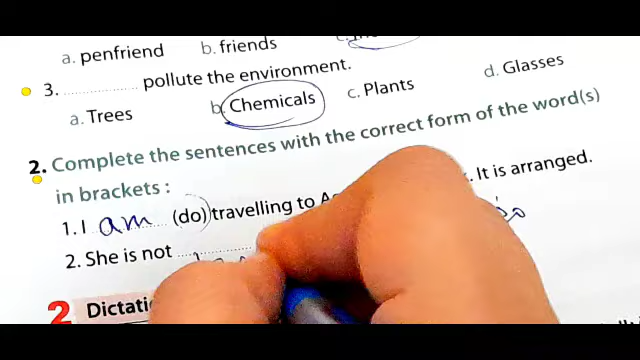 a. penfriend b. friends
3. .................... pollute the environment.
a. Trees b. Chemicals c. Plants d. Glasses
2. Complete the sentences with the correct form of the word(s)
in brackets :
1. I am (do) travelling to . It is arranged.
2. She is not ....................
2 Dictati